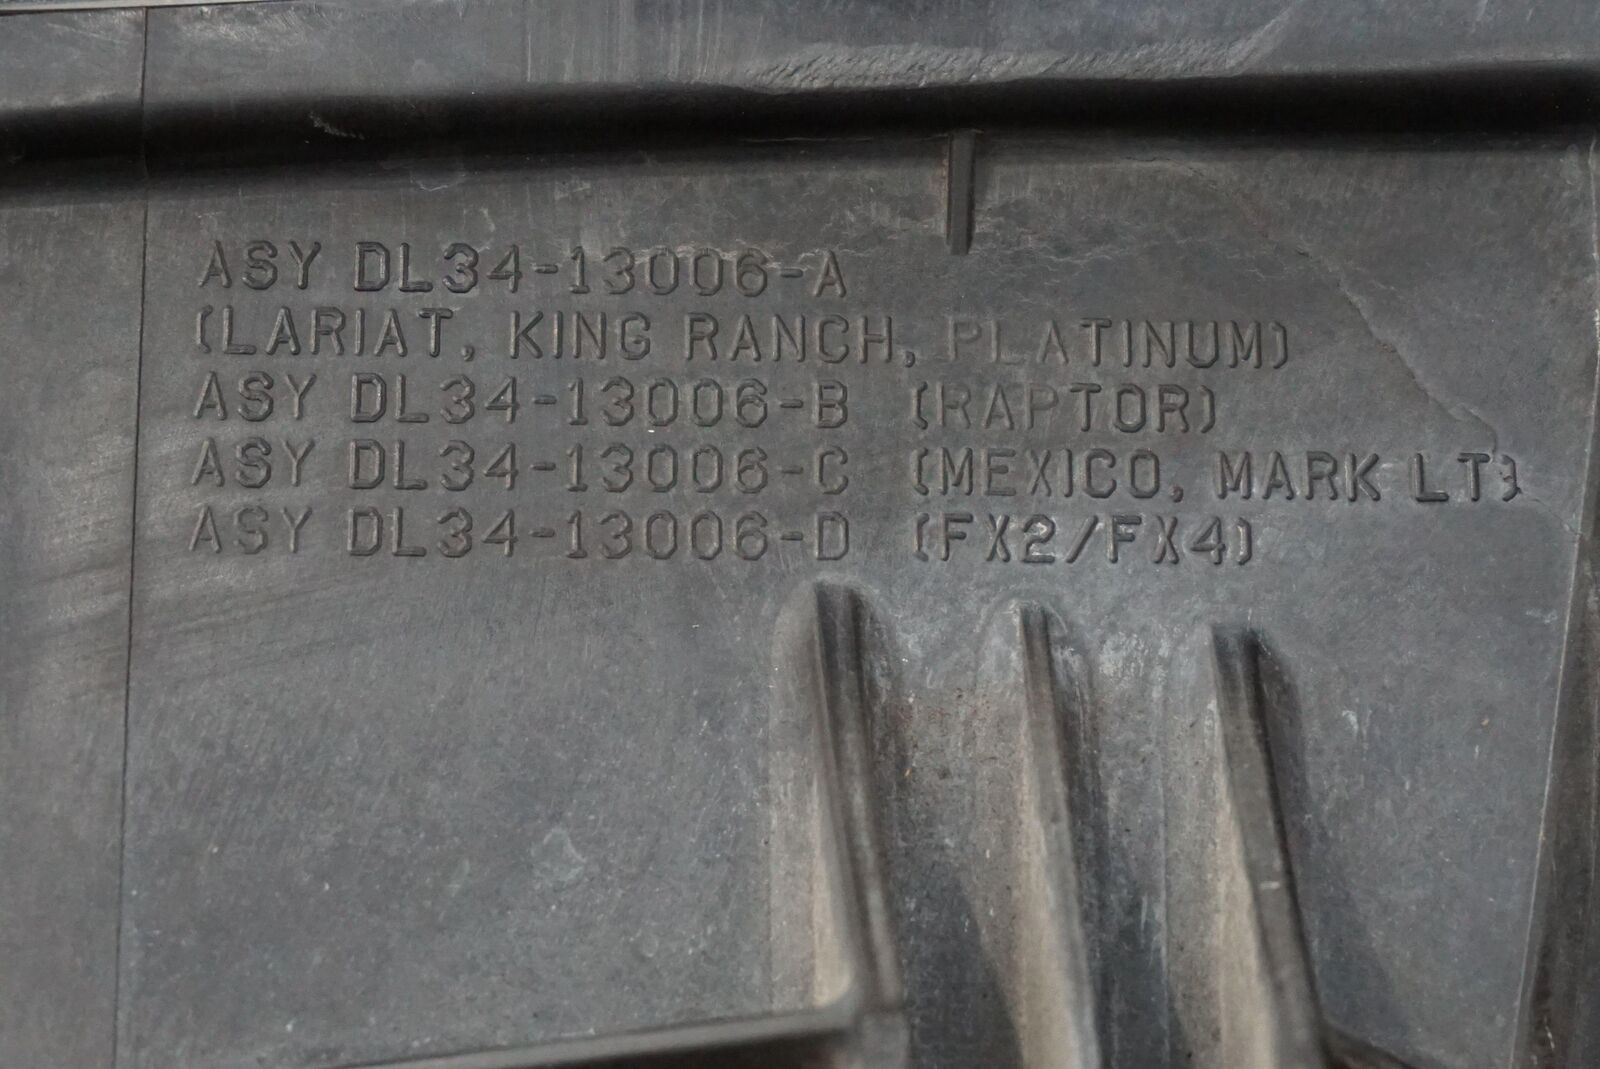 ASY DL34-13006-A
(LARIAT, KING RANCH, PLATINUM)
ASY DL34-13006-B (RAPTOR)
ASY DL34-13006-C (MEXICO, MARK LT)
ASY DL34-13006-D (FX2/FX4)